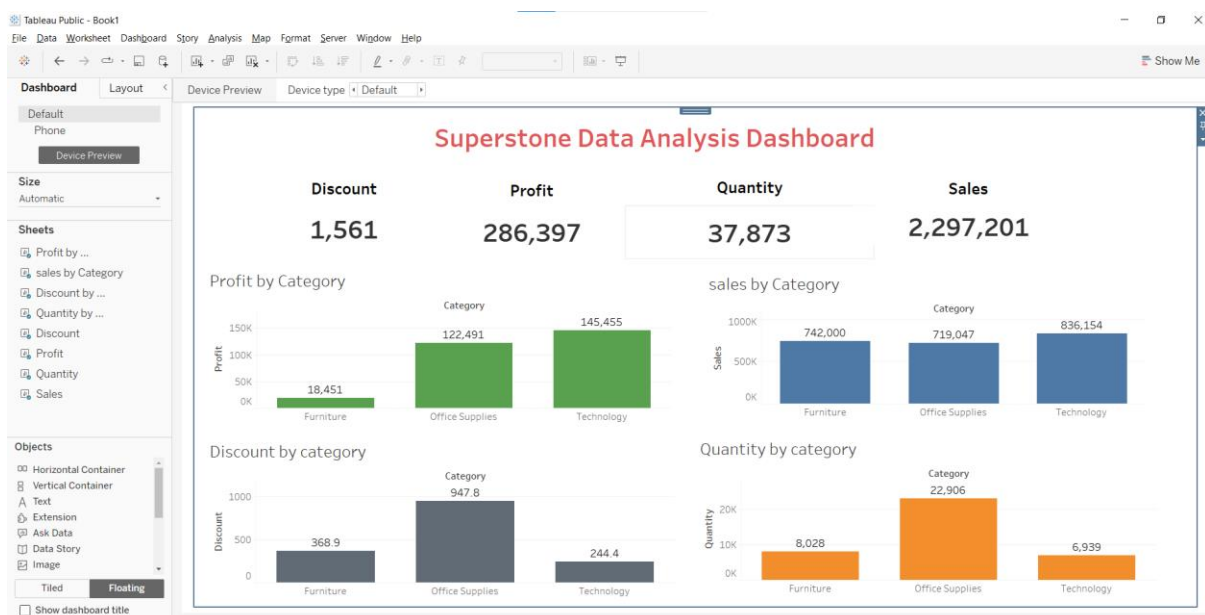 Tableau Public - Book1
File Data Worksheet Dashboard Story Analysis Map Format Server Window Help
Show Me
Dashboard Layout
Default
Phone
Device Preview
Size
Automatic
Sheets
Profit by ...
sales by Category
Discount by ...
Quantity by ...
Discount
Profit
Quantity
Sales
Objects
Horizontal Container
Vertical Container
Text
Extension
Ask Data
Data Story
Image
Tiled Floating
Show dashboard title
Device Preview Device type Default
Superstone Data Analysis Dashboard
Discount Profit Quantity Sales
1,561 286,397 37,873 2,297,201
Profit by Category
Category
Profit
150K
100K
50K
0K
18,451 122,491 145,455
Furniture Office Supplies Technology
sales by Category
Category
Sales
1000K
500K
0K
742,000 719,047 836,154
Furniture Office Supplies Technology
Discount by category
Category
Discount
1000
500
0
368.9 947.8 244.4
Furniture Office Supplies Technology
Quantity by category
Category
Quantity
20K
10K
0K
8,028 22,906 6,939
Furniture Office Supplies Technology